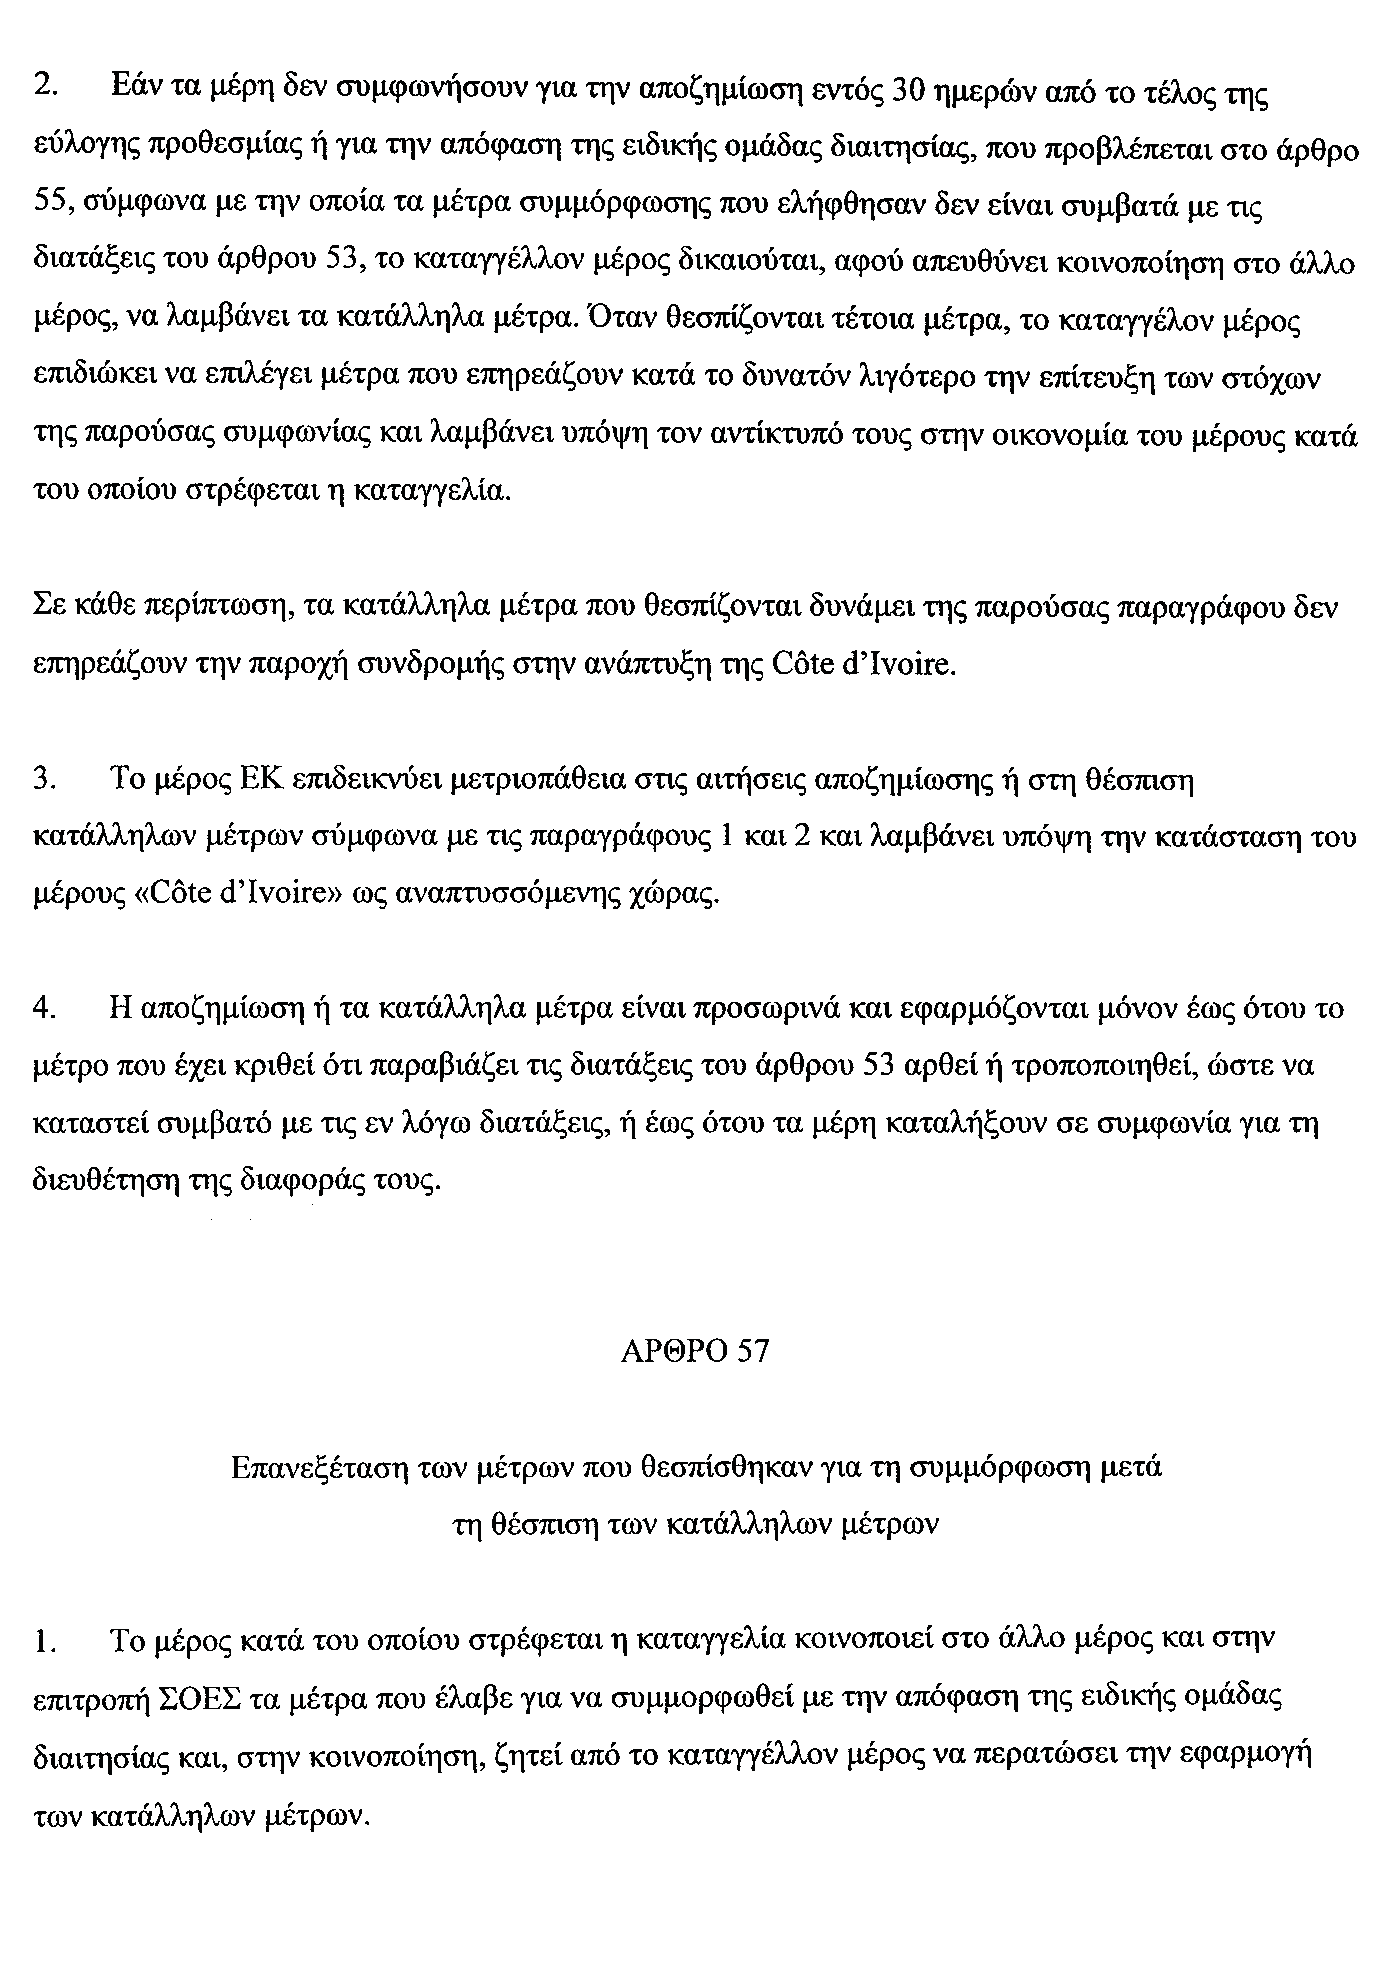 2. Εάν τα μέρη δεν συμφωνήσουν για την αποζημίωση εντός 30 ημερών από το τέλος της
εύλογης προθεσμίας ή για την απόφαση της ειδικής ομάδας διαιτησίας, που προβλέπεται στο άρθρο
55, σύμφωνα με την οποία τα μέτρα συμμόρφωσης που ελήφθησαν δεν είναι συμβατά με τις
διατάξεις του άρθρου 53, το καταγγέλλον μέρος δικαιούται, αφού απευθύνει κοινοποίηση στο άλλο
μέρος, να λαμβάνει τα κατάλληλα μέτρα. Όταν θεσπίζονται τέτοια μέτρα, το καταγγέλον μέρος
επιδιώκει να επιλέγει μέτρα που επηρεάζουν κατά το δυνατόν λιγότερο την επίτευξη των στόχων
της παρούσας συμφωνίας και λαμβάνει υπόψη τον αντίκτυπό τους στην οικονομία του μέρους κατά
του οποίου στρέφεται η καταγγελία.
Σε κάθε περίπτωση, τα κατάλληλα μέτρα που θεσπίζονται δυνάμει της παρούσας παραγράφου δεν
επηρεάζουν την παροχή συνδρομής στην ανάπτυξη της Côte d’Ivoire.
3. Το μέρος ΕΚ επιδεικνύει μετριοπάθεια στις αιτήσεις αποζημίωσης ή στη θέσπιση
κατάλληλων μέτρων σύμφωνα με τις παραγράφους 1 και 2 και λαμβάνει υπόψη την κατάσταση του
μέρους «Côte d’Ivoire» ως αναπτυσσόμενης χώρας.
4. Η αποζημίωση ή τα κατάλληλα μέτρα είναι προσωρινά και εφαρμόζονται μόνον έως ότου το
μέτρο που έχει κριθεί ότι παραβιάζει τις διατάξεις του άρθρου 53 αρθεί ή τροποποιηθεί, ώστε να
καταστεί συμβατό με τις εν λόγω διατάξεις, ή έως ότου τα μέρη καταλήξουν σε συμφωνία για τη
διευθέτηση της διαφοράς τους.
ΑΡΘΡΟ 57
Επανεξέταση των μέτρων που θεσπίσθηκαν για τη συμμόρφωση μετά
τη θέσπιση των κατάλληλων μέτρων
1. Το μέρος κατά του οποίου στρέφεται η καταγγελία κοινοποιεί στο άλλο μέρος και στην
επιτροπή ΣΟΕΣ τα μέτρα που έλαβε για να συμμορφωθεί με την απόφαση της ειδικής ομάδας
διαιτησίας και, στην κοινοποίηση, ζητεί από το καταγγέλλον μέρος να περατώσει την εφαρμογή
των κατάλληλων μέτρων.